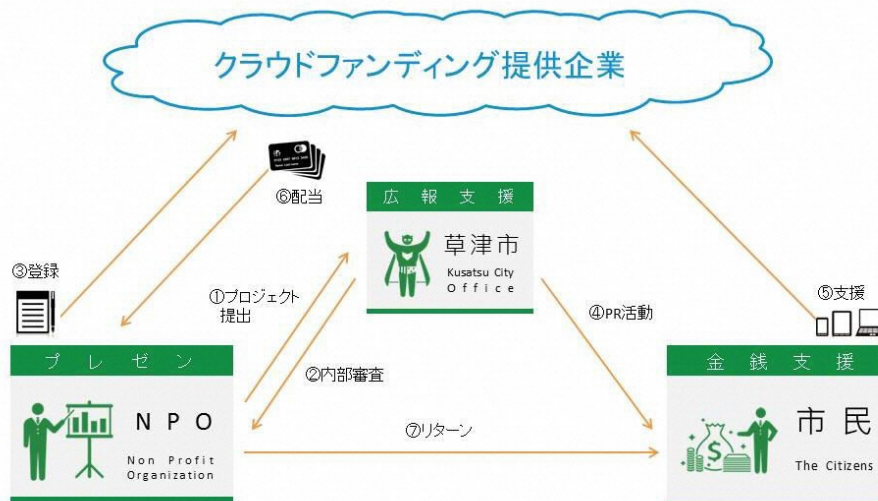 クラウドファンディング提供企業
⑥配当
広報支援
草津市
Kusatsu City
Office
③登録
①プロジェクト
提出
④PR活動
⑤支援
②内部審査
プレゼン
NPO
Non Profit
Organization
⑦リターン
金銭支援
市民
The Citizens